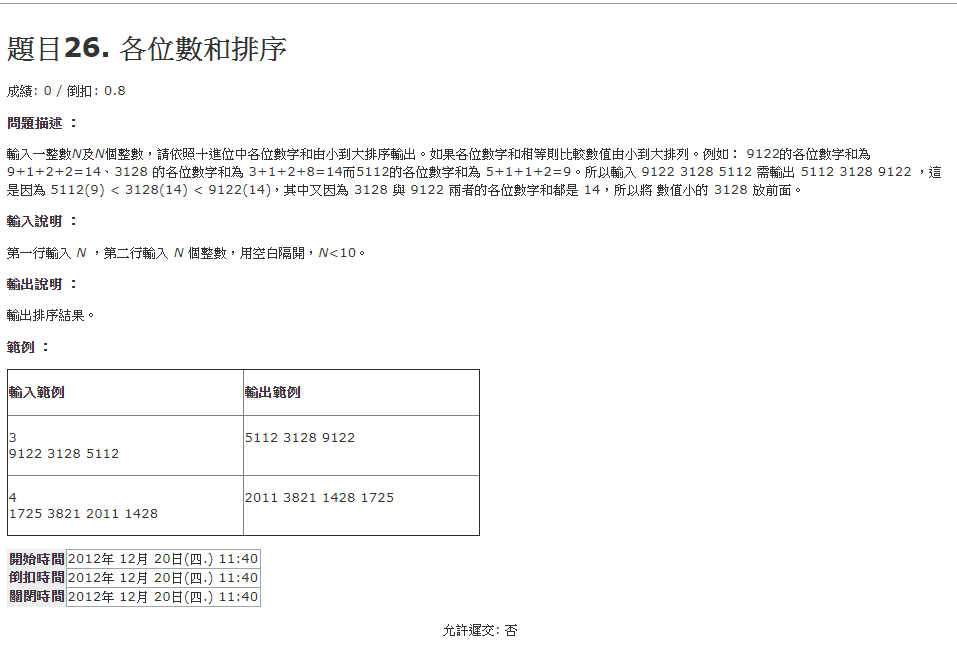 題目26. 各位數和排序
成績: 0 / 倒扣: 0.8
問題描述 ：
輸入一整數N及N個整數，請依照十進位中各位數字和由小到大排序輸出。如果各位數字和相等則比較數值由小到大排列。例如： 9122的各位數字和為
9+1+2+2=14、3128 的各位數字和為 3+1+2+8=14而5112的各位數字和為 5+1+1+2=9。所以輸入 9122 3128 5112 需輸出 5112 3128 9122 ，這
是因為 5112(9) < 3128(14) < 9122(14)，其中又因為 3128 與 9122 兩者的各位數字和都是 14，所以將 數值小的 3128 放前面。
輸入說明 ：
第一行輸入 N ，第二行輸入 N 個整數，用空白隔開，N<10。
輸出說明 ：
輸出排序結果。
範例 ：
輸入範例 輸出範例
3 5112 3128 9122
9122 3128 5112
4 2011 3821 1428 1725
1725 3821 2011 1428
開始時間 2012年 12月 20日(四.) 11:40
倒扣時間 2012年 12月 20日(四.) 11:40
關閉時間 2012年 12月 20日(四.) 11:40
允許遲交: 否